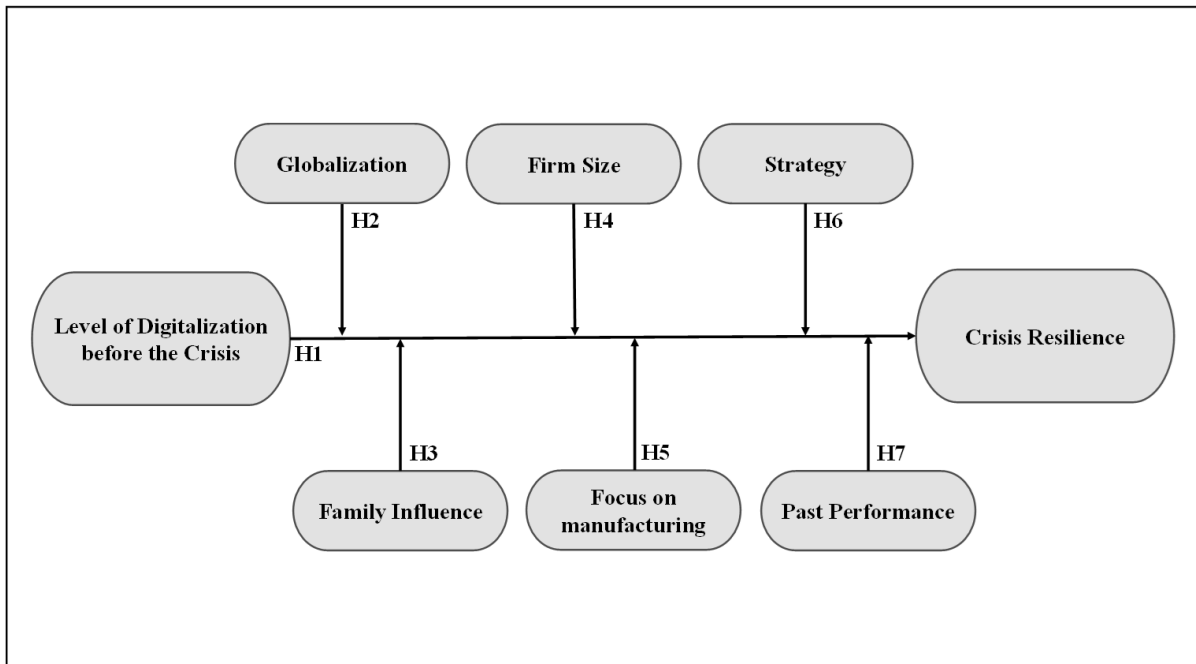 Globalization
Firm Size
Strategy
H2
H4
H6
Level of Digitalization
before the Crisis
H1
Crisis Resilience
H3
H5
H7
Family Influence
Focus on
manufacturing
Past Performance